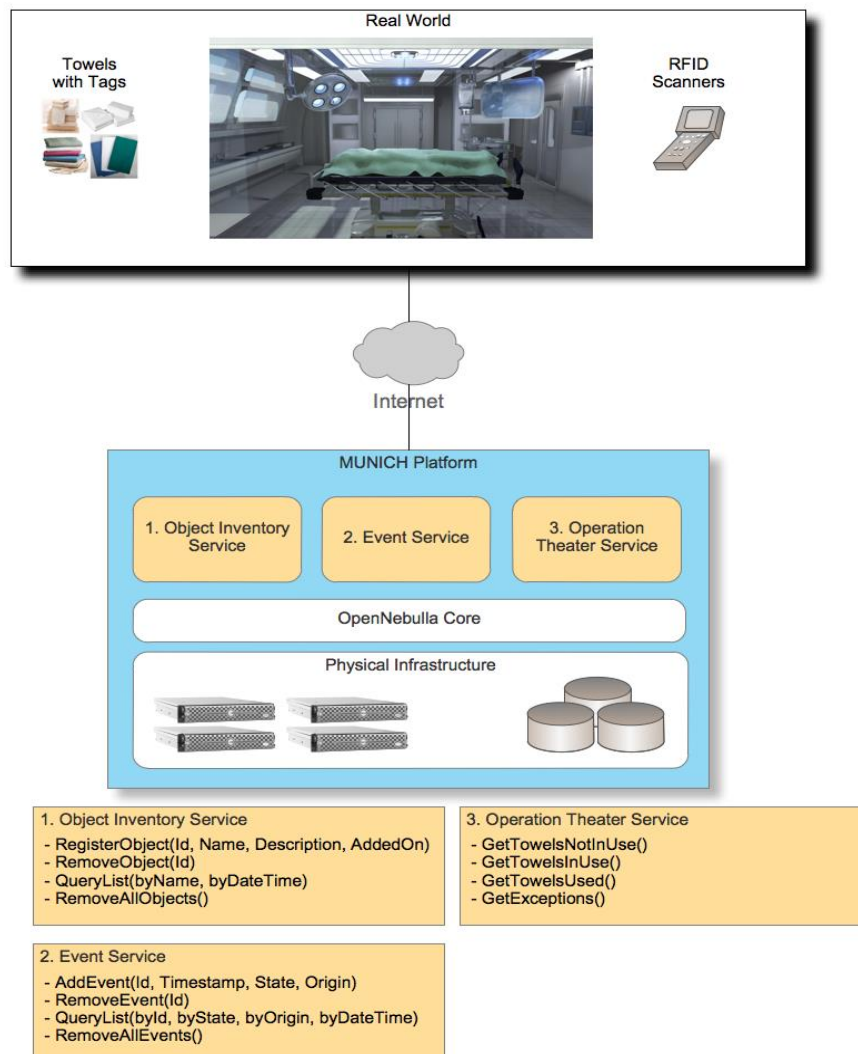 Real World
Towels
with Tags
RFID
Scanners
Internet
MUNICH Platform
1. Object Inventory
Service
2. Event Service
3. Operation
Theater Service
OpenNebulla Core
Physical Infrastructure
1. Object Inventory Service
- RegisterObject(Id, Name, Description, AddedOn)
- RemoveObject(Id)
- QueryList(byName, byDateTime)
- RemoveAllObjects()
3. Operation Theater Service
- GetTowelsNotInUse()
- GetTowelsInUse()
- GetTowelsUsed()
- GetExceptions()
2. Event Service
- AddEvent(Id, Timestamp, State, Origin)
- RemoveEvent(Id)
- QueryList(byId, byState, byOrigin, byDateTime)
- RemoveAllEvents()